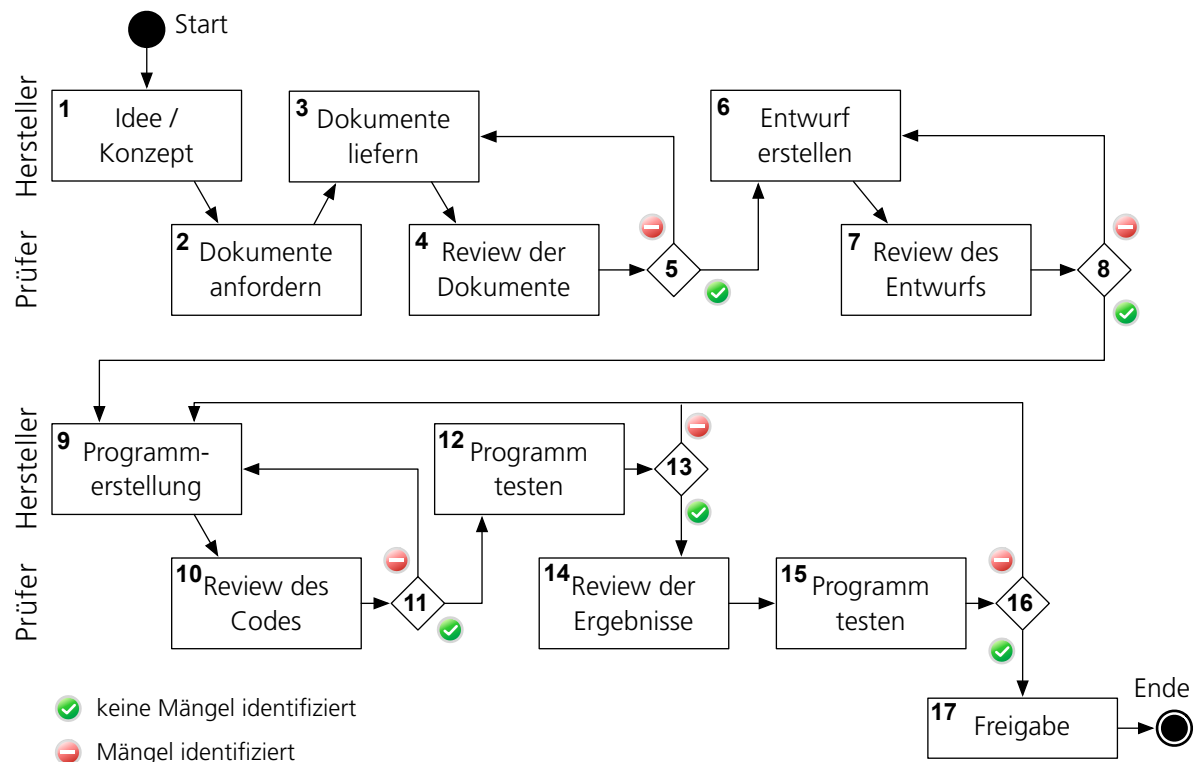 Start
Hersteller
1
Idee /
Konzept
3
Dokumente
liefern
6
Entwurf
erstellen
Prüfer
2
Dokumente
anfordern
4
Review der
Dokumente
5
7
Review des
Entwurfs
8
Hersteller
9
Programm-
erstellung
12
Programm
testen
13
Prüfer
10
Review des
Codes
11
14
Review der
Ergebnisse
15
Programm
testen
16
keine Mängel identifiziert
Mängel identifiziert
17
Freigabe
Ende